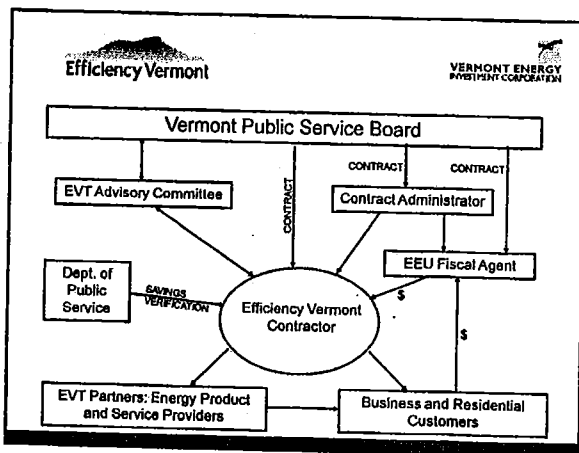 Efficiency Vermont
VERMONT ENERGY
INVESTMENT CORPORATION
Vermont Public Service Board
CONTRACT
CONTRACT
EVT Advisory Committee
CONTRACT
Contract Administrator
EEU Fiscal Agent
Dept. of
Public
Service
SAVINGS
VERIFICATION
Efficiency Vermont
Contractor
$
$
EVT Partners: Energy Product
and Service Providers
Business and Residential
Customers